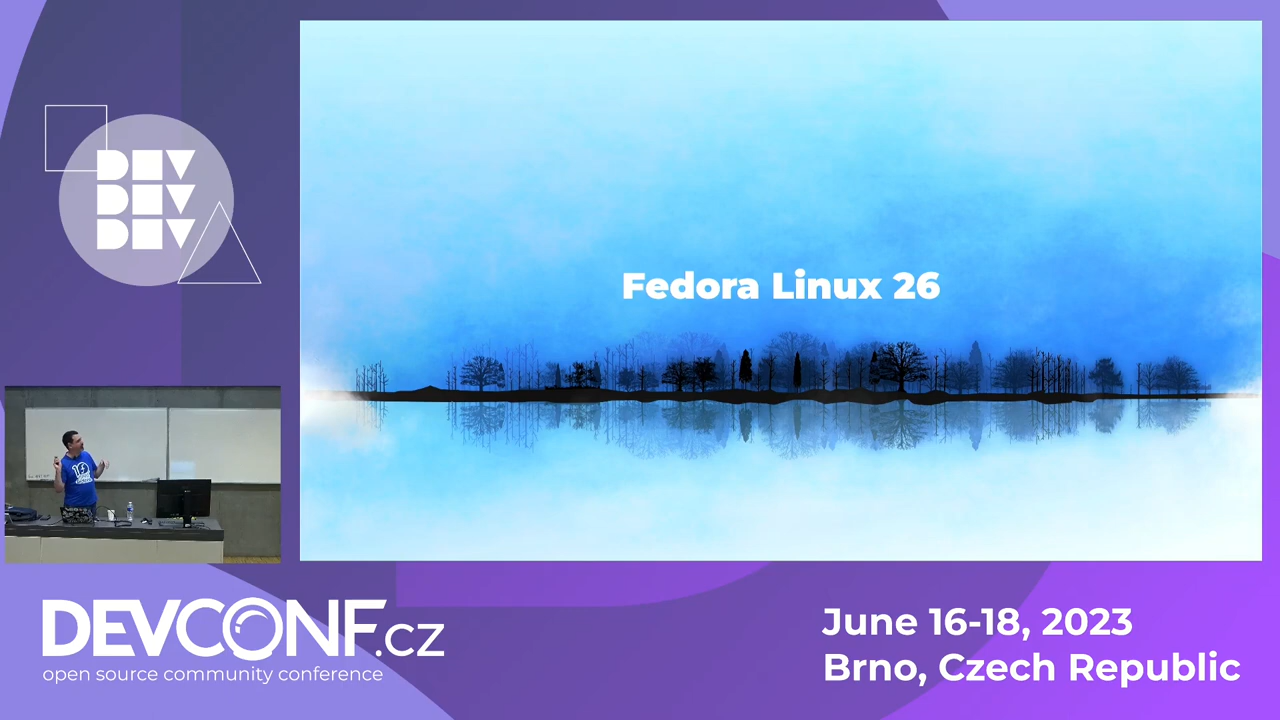 DEV
DEV
DEV
Fedora Linux 26
DEVCONF.CZ
open source community conference
June 16-18, 2023
Brno, Czech Republic